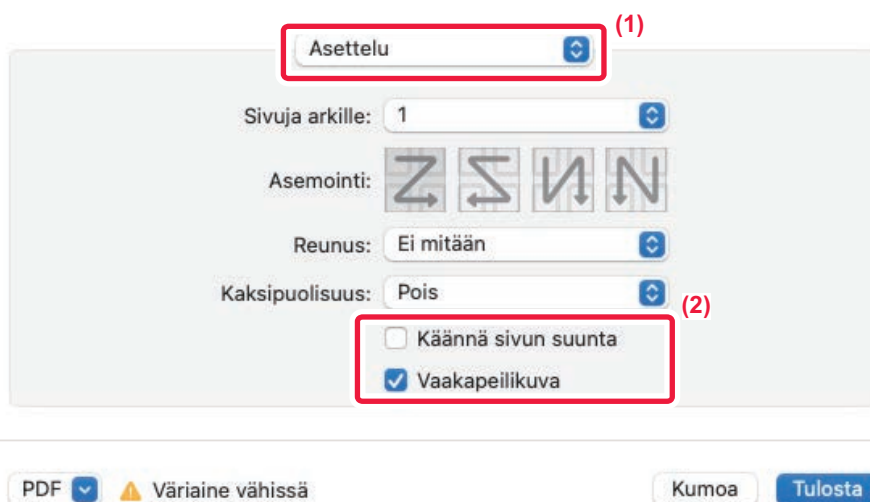 (1)
Asettelu
Sivuja arkille: 1
Asemointi:
Reunus: Ei mitään
Kaksipuolisuus: Pois
(2)
Käännä sivun suunta
Vaakapeilikuva
PDF Väriaine vähissä Kumoa Tulosta